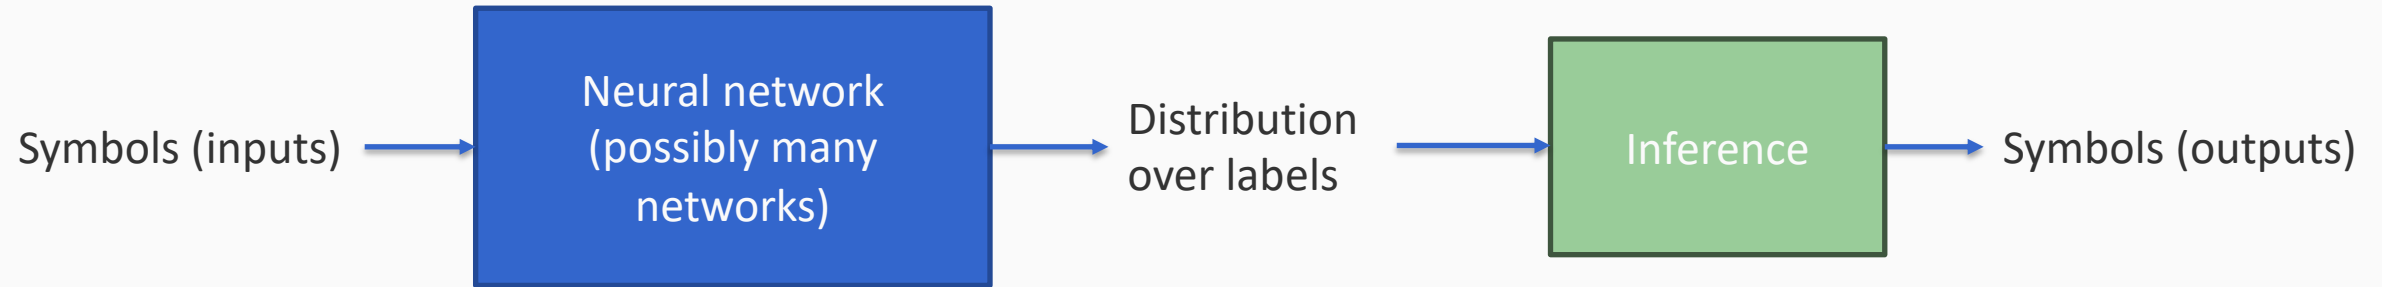 Symbols (inputs)
Neural network
(possibly many
networks)
Distribution
over labels
Inference
Symbols (outputs)